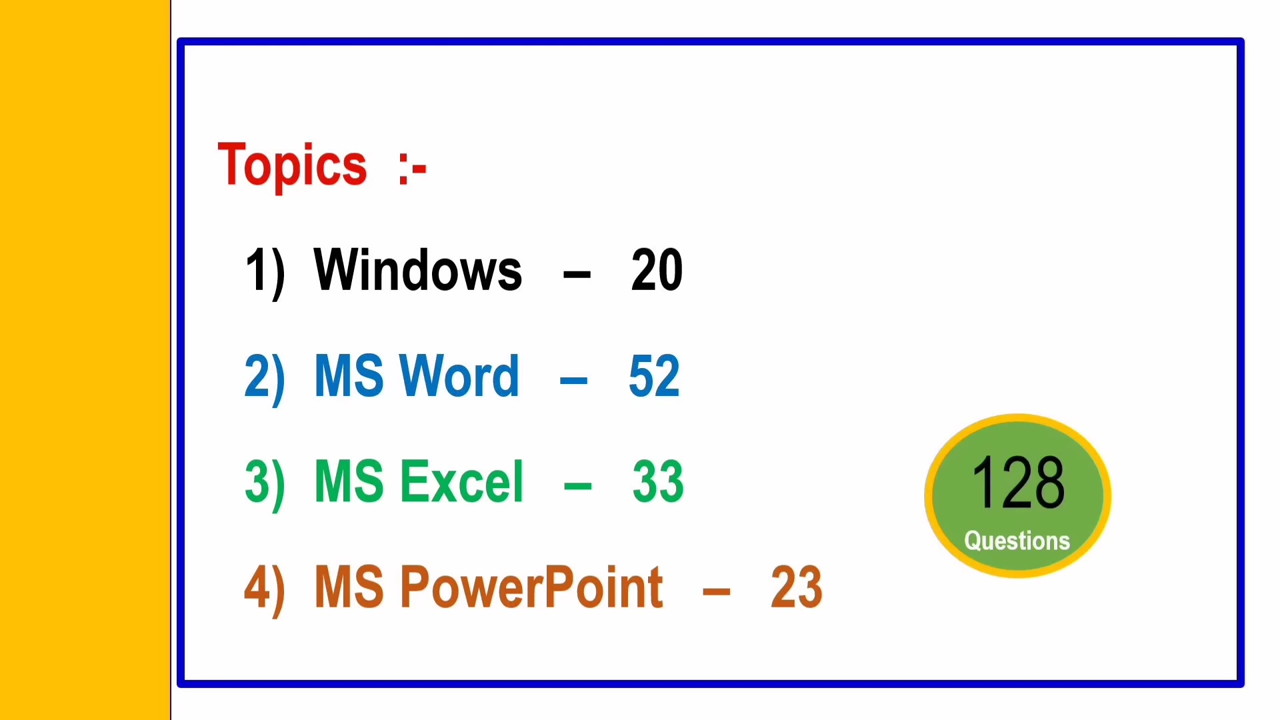 Topics :-
1) Windows – 20
2) MS Word – 52
3) MS Excel – 33
4) MS PowerPoint – 23
128
Questions